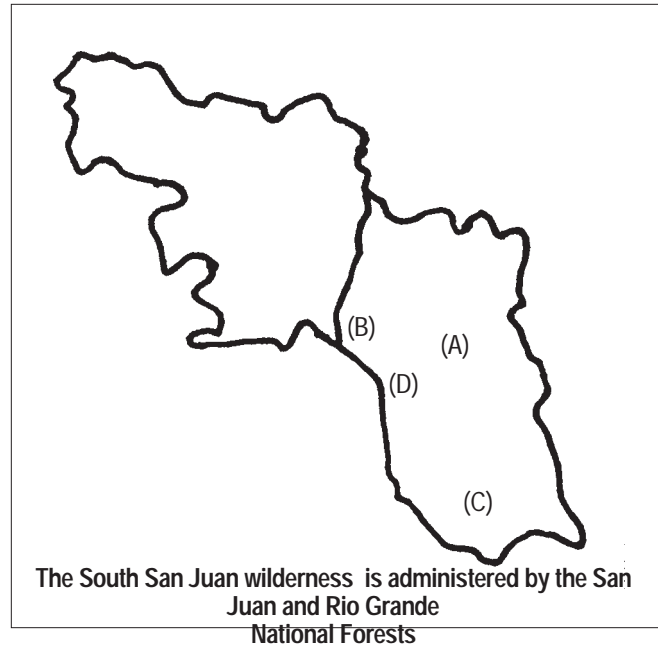 (B)
(A)
(D)
(C)
The South San Juan wilderness is administered by the San
Juan and Rio Grande
National Forests